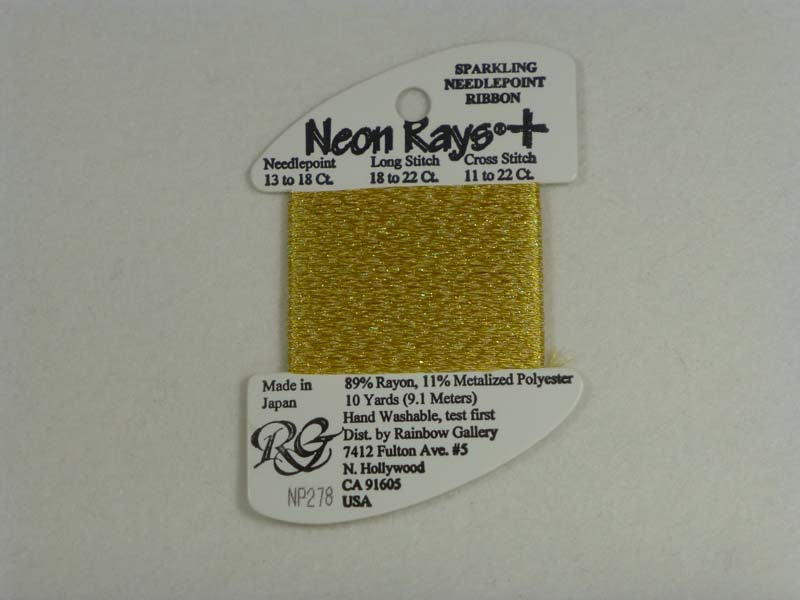 SPARKLING
NEEDLEPOINT
RIBBON
Neon Rays®+
Needlepoint Long Stitch Cross Stitch
13 to 18 Ct. 18 to 22 Ct. 11 to 22 Ct.
Made in
Japan
89% Rayon, 11% Metalized Polyester
10 Yards (9.1 Meters)
Hand Washable, test first
Dist. by Rainbow Gallery
7412 Fulton Ave. #5
N. Hollywood
CA 91605
USA
RG
NP278